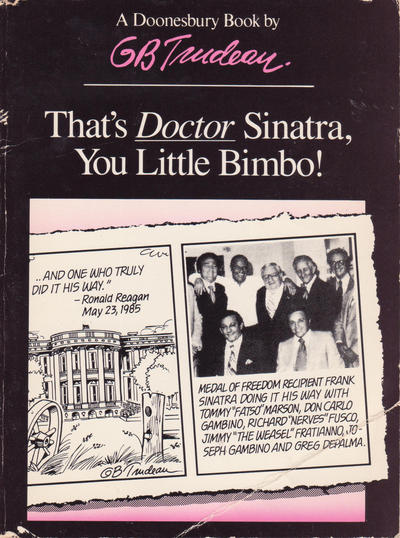 A Doonesbury Book by
GB Trudeau.
That's Doctor Sinatra,
You Little Bimbo!
..AND ONE WHO TRULY
DID IT HIS WAY."
–Ronald Reagan
May 23, 1985
GB Trudeau
MEDAL OF FREEDOM RECIPIENT FRANK
SINATRA DOING IT HIS WAY WITH
TOMMY "FATSO" MARSON, DON CARLO
GAMBINO, RICHARD "NERVES" FUSCO,
JIMMY "THE WEASEL" FRATIANNO, JO-
SEPH GAMBINO AND GREG DEPALMA.